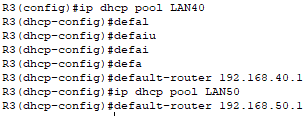 R3(config)#ip dhcp pool LAN40
R3(dhcp-config)#defal
R3(dhcp-config)#defaiu
R3(dhcp-config)#defai
R3(dhcp-config)#defa
R3(dhcp-config)#default-router 192.168.40.1
R3(dhcp-config)#ip dhcp pool LAN50
R3(dhcp-config)#default-router 192.168.50.1